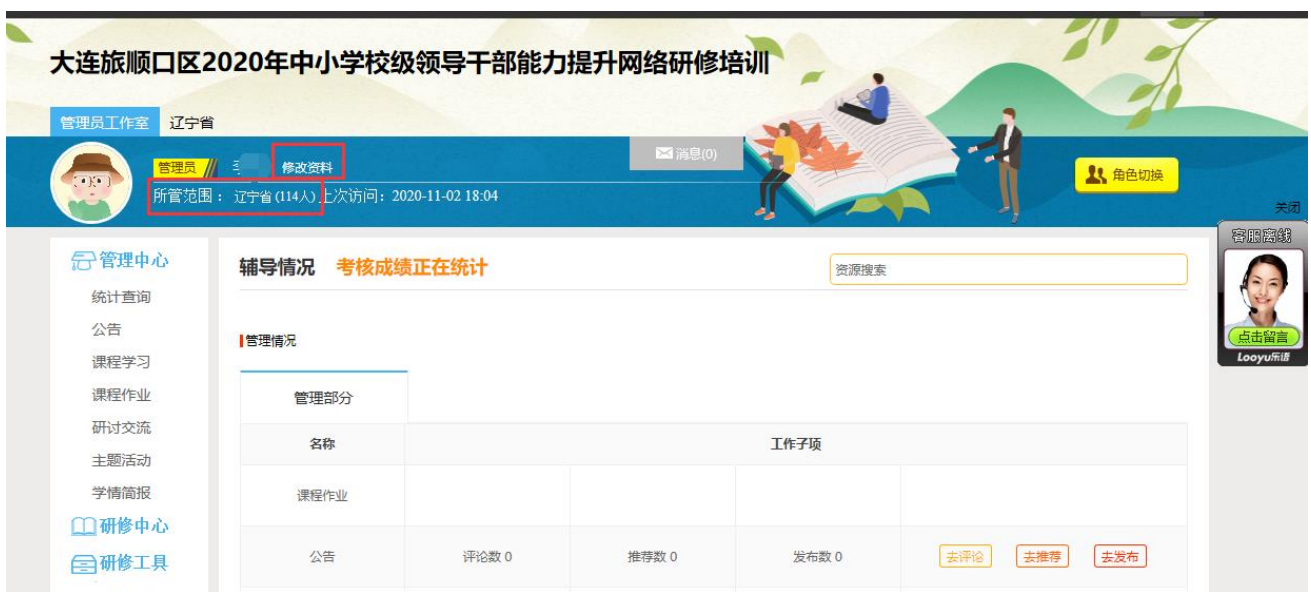 大连旅顺口区2020年中小学校级领导干部能力提升网络研修培训
管理员工作室 辽宁省
管理员 修改资料
消息(0)
角色切换
所管范围： 辽宁省 (114人) 上次访问：2020-11-02 18:04
关闭
客服离线
点击留言
Looyu乐语
管理中心
统计查询
公告
课程学习
课程作业
研讨交流
主题活动
学情简报
研修中心
研修工具
辅导情况 考核成绩正在统计
资源搜索
管理情况
管理部分
名称 工作子项
课程作业
公告 评论数 0 推荐数 0 发布数 0 去评论 去推荐 去发布